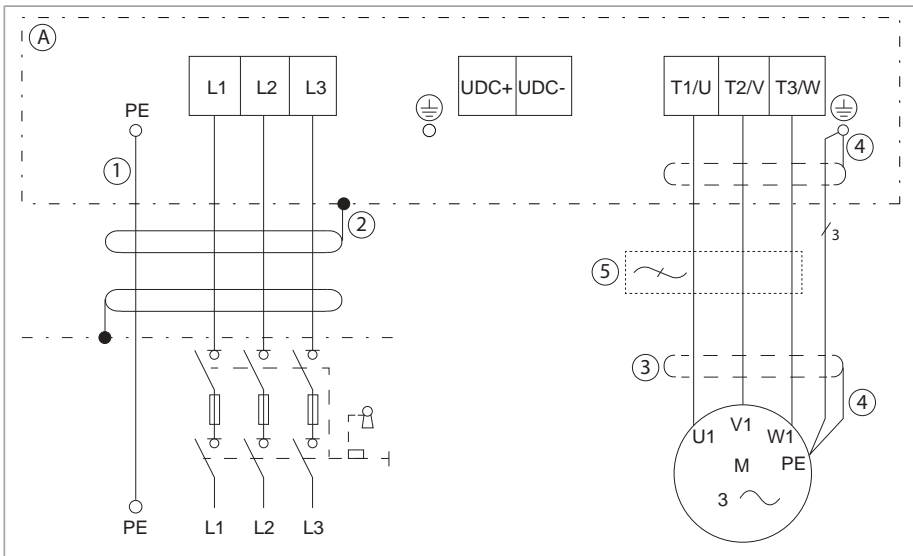 A
L1 L2 L3
UDC+ UDC-
T1/U T2/V T3/W
PE
1
4
2
3
5
3
4
U1 V1 W1
M PE
3
PE L1 L2 L3